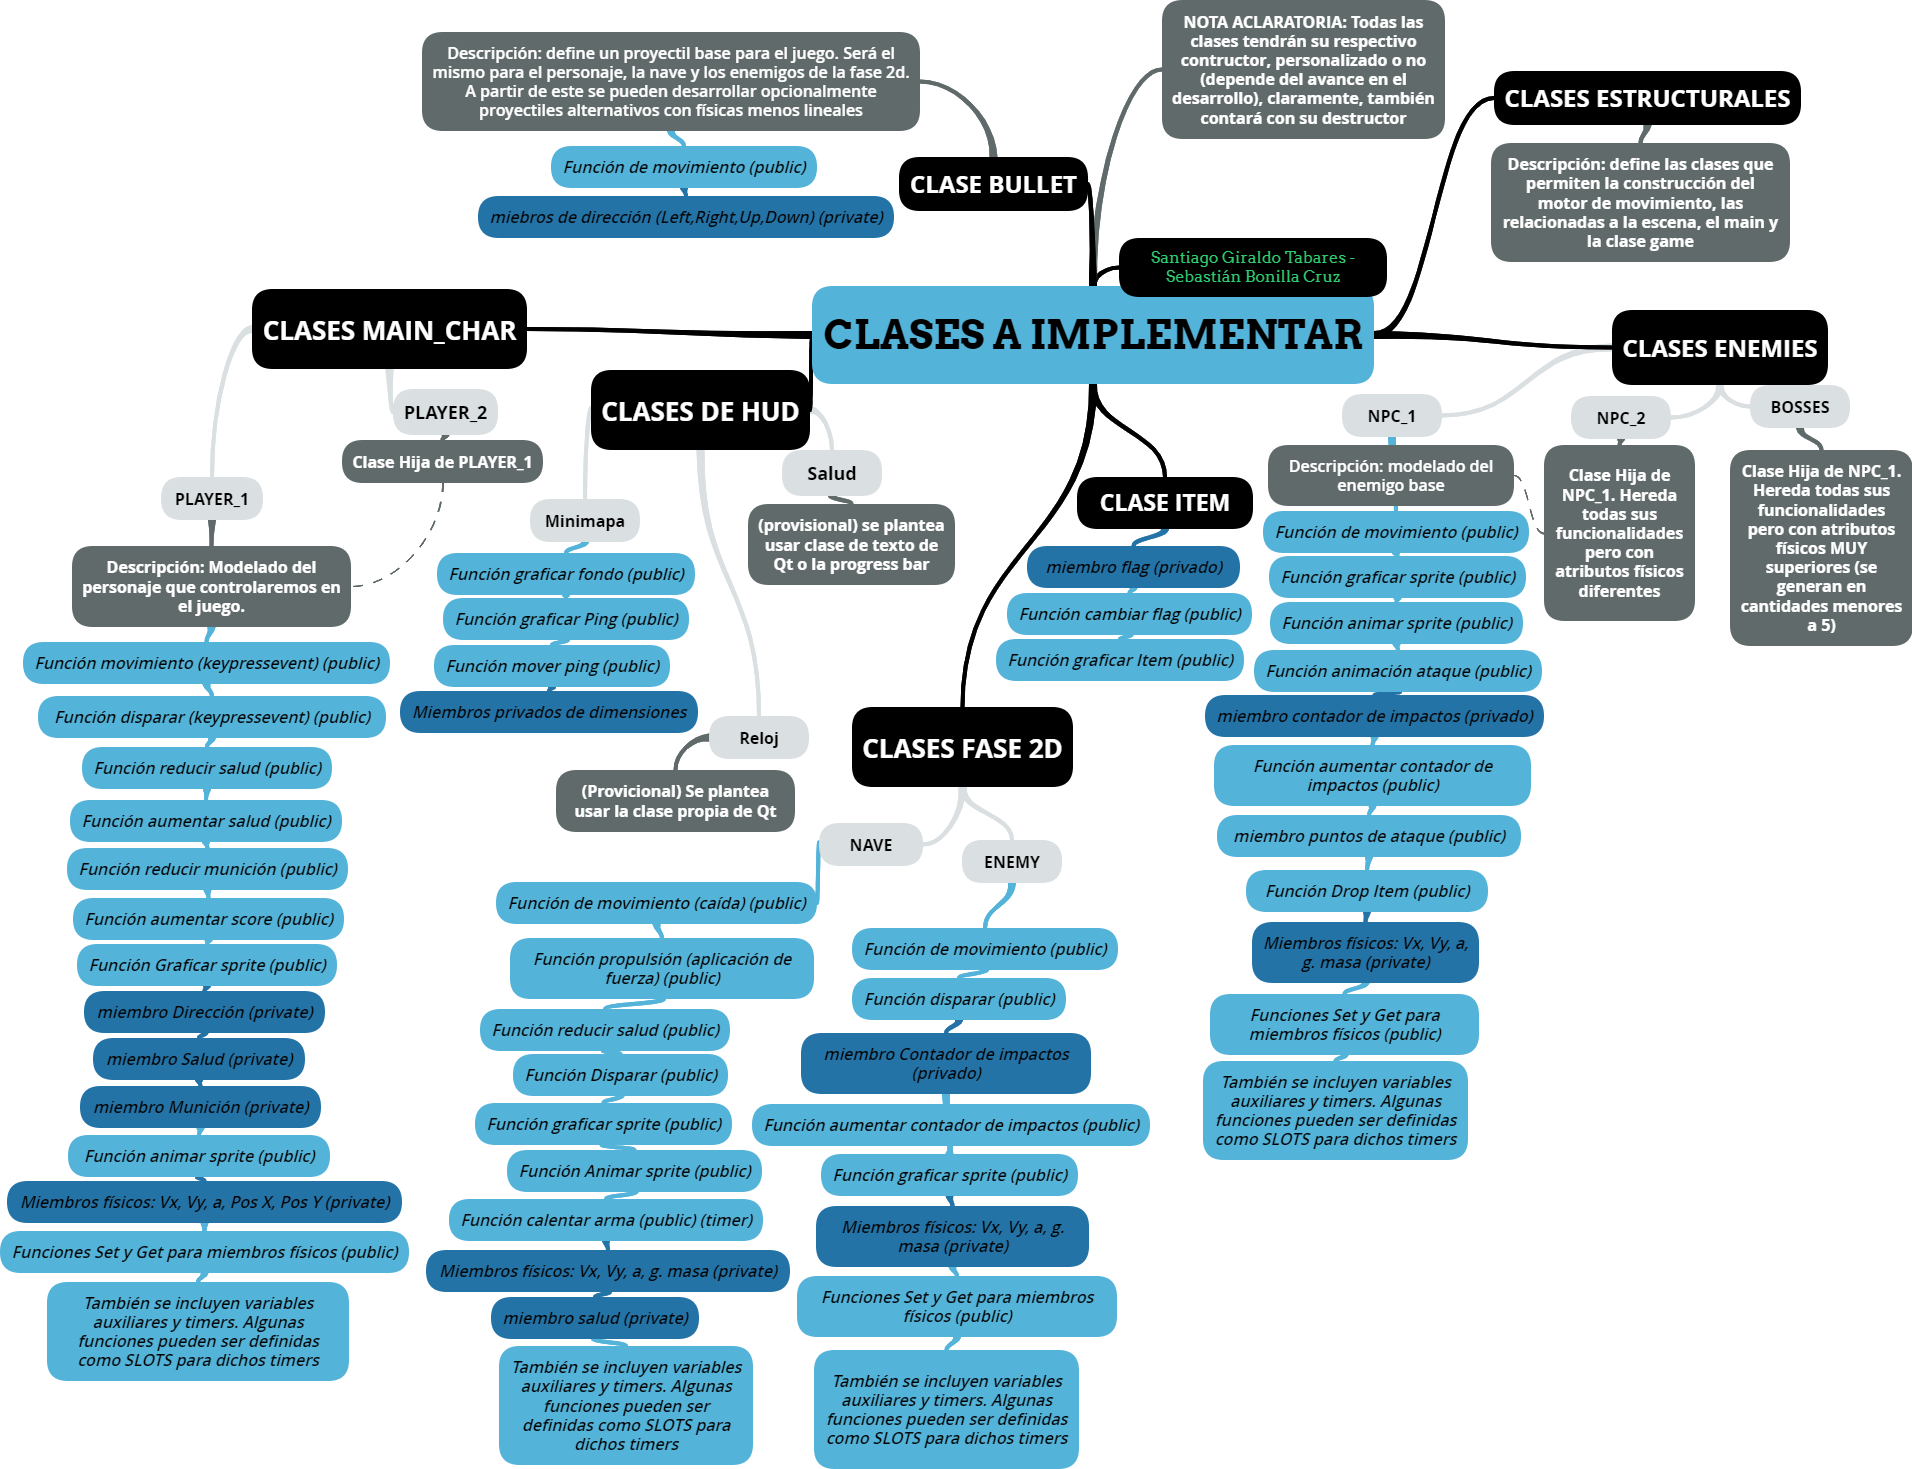 CLASES A IMPLEMENTAR
Santiago Giraldo Tabares -
Sebastián Bonilla Cruz
NOTA ACLARATORIA: Todas las
clases tendrán su respectivo
contructor, personalizado o no
(depende del avance en el
desarrollo), claramente, también
contará con su destructor
CLASES ESTRUCTURALES
Descripción: define las clases que
permiten la construcción del
motor de movimiento, las
relacionadas a la escena, el main y
la clase game
CLASE BULLET
Descripción: define un proyectil base para el juego. Será el
mismo para el personaje, la nave y los enemigos de la fase 2d.
A partir de este se pueden desarrollar opcionalmente
proyectiles alternativos con físicas menos lineales
Función de movimiento (public)
miebros de dirección (Left,Right,Up,Down) (private)
CLASES MAIN_CHAR
PLAYER_2
Clase Hija de PLAYER_1
PLAYER_1
Descripción: Modelado del
personaje que controlaremos en
el juego.
Función movimiento (keypressevent) (public)
Función disparar (keypressevent) (public)
Función reducir salud (public)
Función aumentar salud (public)
Función reducir munición (public)
Función aumentar score (public)
Función Graficar sprite (public)
miembro Dirección (private)
miembro Salud (private)
miembro Munición (private)
Función animar sprite (public)
Miembros físicos: Vx, Vy, a, Pos X, Pos Y (private)
Funciones Set y Get para miembros físicos (public)
También se incluyen variables
auxiliares y timers. Algunas
funciones pueden ser definidas
como SLOTS para dichos timers
CLASES DE HUD
Salud
(provisional) se plantea
usar clase de texto de
Qt o la progress bar
Minimapa
Función graficar fondo (public)
Función graficar Ping (public)
Función mover ping (public)
Miembros privados de dimensiones
Reloj
(Provicional) Se plantea
usar la clase propia de Qt
CLASE ITEM
miembro flag (privado)
Función cambiar flag (public)
Función graficar Item (public)
CLASES FASE 2D
NAVE
Función de movimiento (caída) (public)
Función propulsión (aplicación de
fuerza) (public)
Función reducir salud (public)
Función Disparar (public)
Función graficar sprite (public)
Función Animar sprite (public)
Función calentar arma (public) (timer)
Miembros físicos: Vx, Vy, a, g. masa (private)
miembro salud (private)
También se incluyen variables
auxiliares y timers. Algunas
funciones pueden ser
definidas como SLOTS para
dichos timers
ENEMY
Función de movimiento (public)
Función disparar (public)
miembro Contador de impactos
(privado)
Función aumentar contador de impactos (public)
Función graficar sprite (public)
Miembros físicos: Vx, Vy, a, g.
masa (private)
Funciones Set y Get para miembros
físicos (public)
También se incluyen variables
auxiliares y timers. Algunas
funciones pueden ser definidas
como SLOTS para dichos timers
CLASES ENEMIES
NPC_1
Descripción: modelado del
enemigo base
Función de movimiento (public)
Función graficar sprite (public)
Función animar sprite (public)
Función animación ataque (public)
miembro contador de impactos (privado)
Función aumentar contador de
impactos (public)
miembro puntos de ataque (public)
Función Drop Item (public)
Miembros físicos: Vx, Vy, a,
g. masa (private)
Funciones Set y Get para
miembros físicos (public)
También se incluyen variables
auxiliares y timers. Algunas
funciones pueden ser definidas
como SLOTS para dichos timers
NPC_2
Clase Hija de
NPC_1. Hereda
todas sus
funcionalidades
pero con
atributos físicos
diferentes
BOSSES
Clase Hija de NPC_1.
Hereda todas sus
funcionalidades
pero con atributos
físicos MUY
superiores (se
generan en
cantidades menores
a 5)